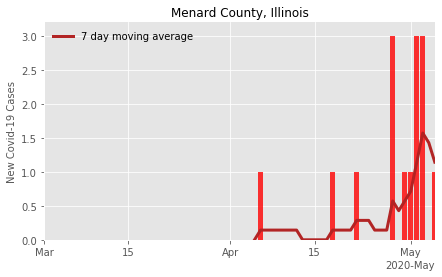 Menard County, Illinois
7 day moving average
New Covid-19 Cases
3.0
2.5
2.0
1.5
1.0
0.5
0.0
Mar 15 Apr 15 May
2020-May